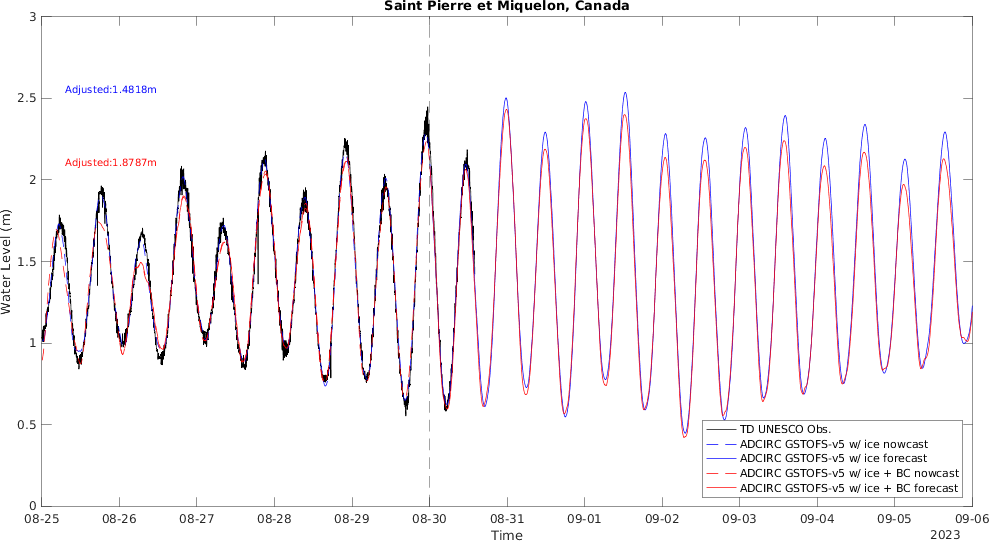 Saint Pierre et Miquelon, Canada
3
2.5
2
1.5
1
0.5
0
Water Level (m)
Adjusted:1.4818m
Adjusted:1.8787m
TD UNESCO Obs.
ADCIRC GSTOFS-v5 w/ ice nowcast
ADCIRC GSTOFS-v5 w/ ice forecast
ADCIRC GSTOFS-v5 w/ ice + BC nowcast
ADCIRC GSTOFS-v5 w/ ice + BC forecast
08-25 08-26 08-27 08-28 08-29 08-30 08-31 09-01 09-02 09-03 09-04 09-05 09-06
Time
2023